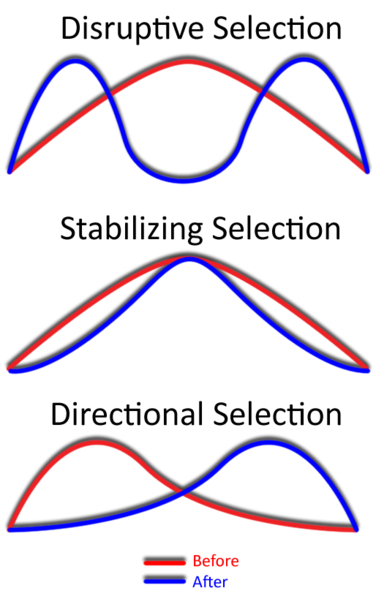 Disruptive Selection
Stabilizing Selection
Directional Selection
Before
After